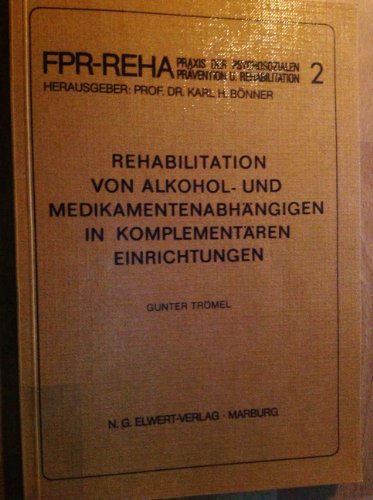 FPR-REHA PRAXIS DER PSYCHOSOZIALEN PRÄVENTION U. REHABILITATION 2
HERAUSGEBER: PROF. DR. KARL H. BÖNNER
REHABILITATION
VON ALKOHOL- UND
MEDIKAMENTENABHÄNGIGEN
IN KOMPLEMENTÄREN
EINRICHTUNGEN
GUNTER TRÖMEL
N. G. ELWERT-VERLAG · MARBURG